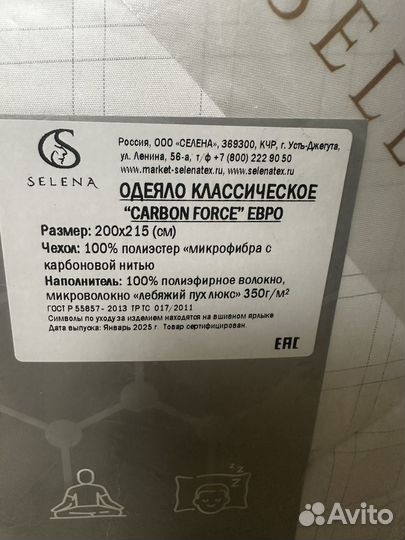 SELE
SELENA
Россия, ООО «СЕЛЕНА», 369300, КЧР, г. Усть-Джегута,
ул. Ленина, 56-а, т/ф +7 (800) 222 90 50
www.market-selenatex.ru, www.selenatex.ru
ОДЕЯЛО КЛАССИЧЕСКОЕ
“CARBON FORCE” ЕВРО
Размер: 200х215 (см)
Чехол: 100% полиэстер «микрофибра с
карбоновой нитью
Наполнитель: 100% полиэфирное волокно,
микроволокно «лебяжий пух люкс» 350г/м²
ГОСТ Р 55857- 2013 ТР ТС 017/2011
Символы по уходу за изделием находятся на вшивном ярлыке
Дата выпуска: Январь 2025 г. Товар сертифицирован.
EAC
z z z
Avito